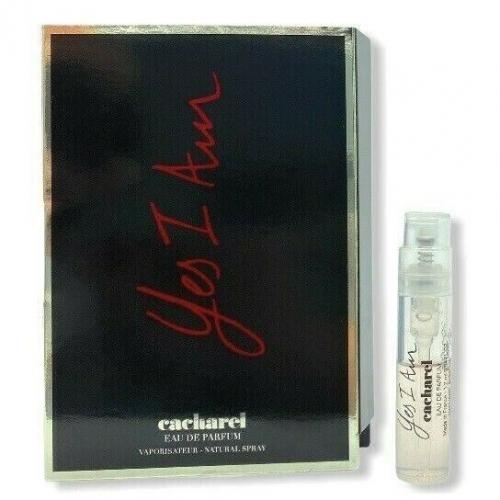 Yes I Am
cacharel
EAU DE PARFUM
VAPORISATEUR - NATURAL SPRAY
Yes I Am
cacharel
EAU DE PARFUM